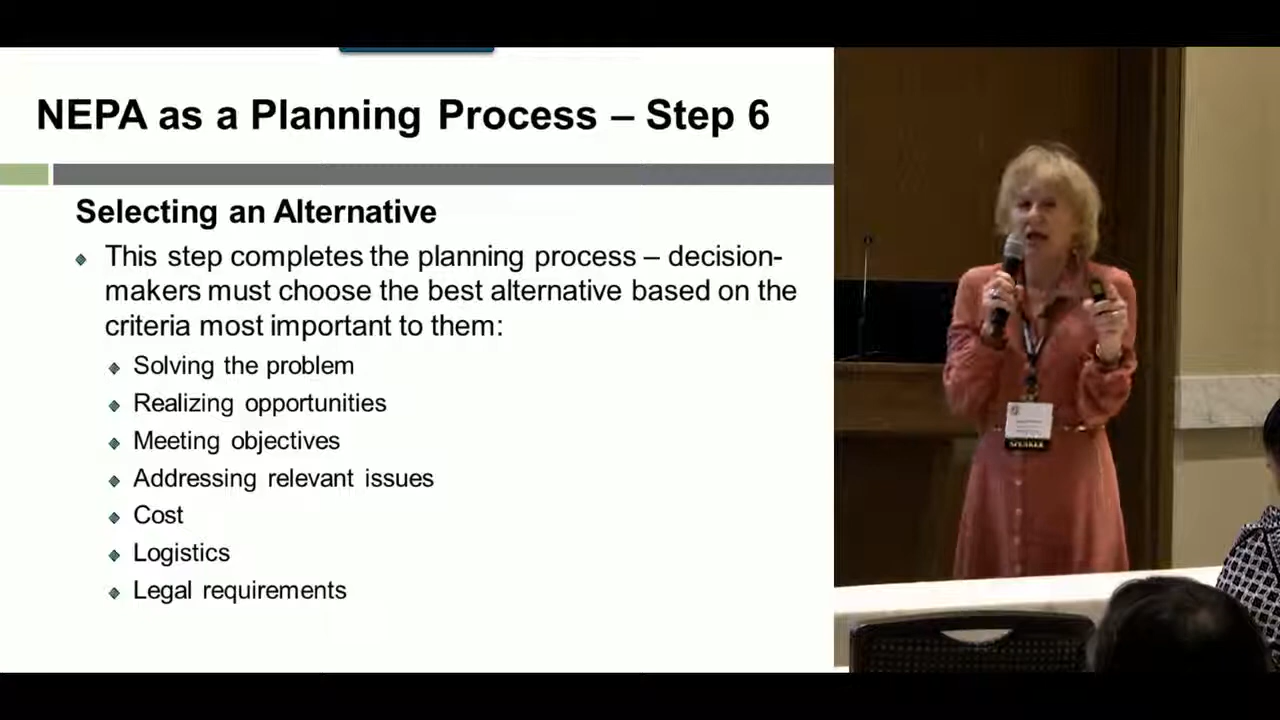 NEPA as a Planning Process – Step 6
Selecting an Alternative
This step completes the planning process – decision-
makers must choose the best alternative based on the
criteria most important to them:
Solving the problem
Realizing opportunities
Meeting objectives
Addressing relevant issues
Cost
Logistics
Legal requirements
SPEAKER